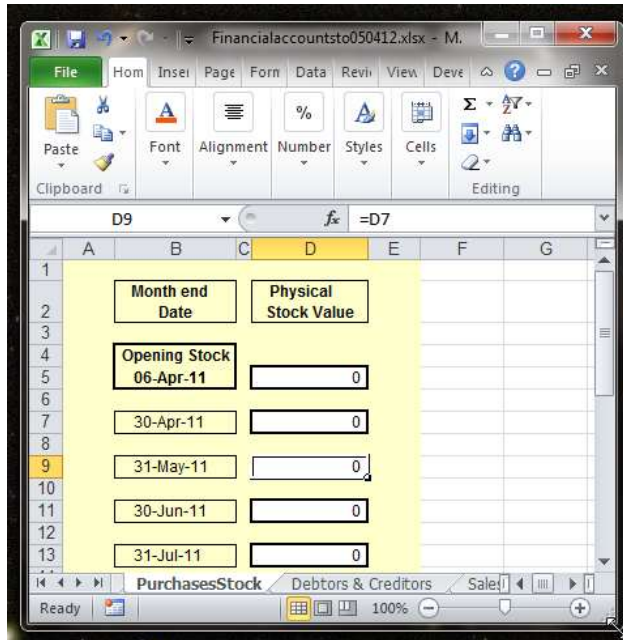 Financialaccountsto050412.xlsx - M.
File Hom Inser Page Forn Data Revi View Deve
Paste Font Alignment Number Styles Cells
Clipboard Editing
D9 fx =D7
A B C D E F G
1
Month end Physical
2 Date Stock Value
3
4 Opening Stock
5 06-Apr-11 0
6
7 30-Apr-11 0
8
9 31-May-11 0
10
11 30-Jun-11 0
12
13 31-Jul-11 0
PurchasesStock Debtors & Creditors Sales
Ready 100%